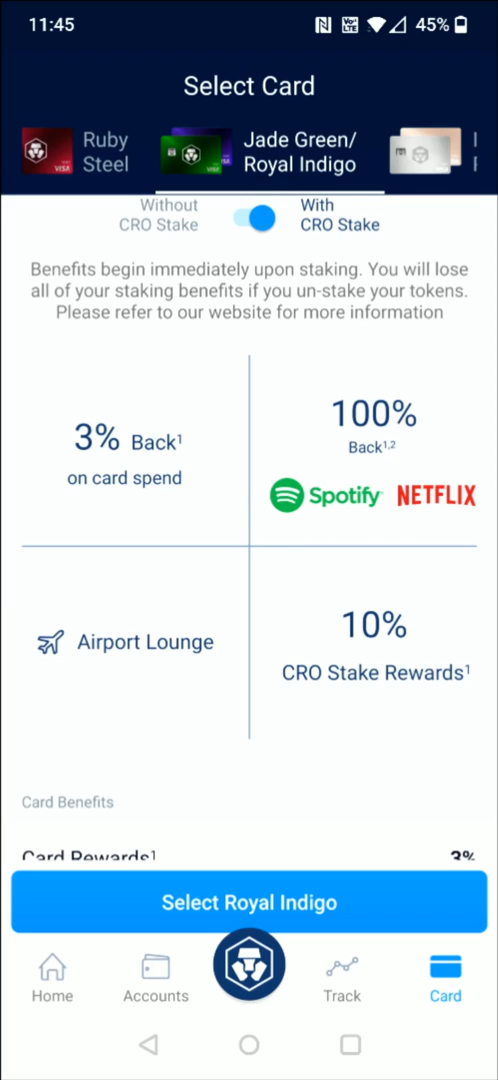 11:45
Vo LTE
45%
Select Card
Ruby
Steel
VISA
Jade Green/
Royal Indigo
Without
CRO Stake
With
CRO Stake
Benefits begin immediately upon staking. You will lose
all of your staking benefits if you un-stake your tokens.
Please refer to our website for more information
3% Back¹
on card spend
100%
Back¹,²
Spotify NETFLIX
Airport Lounge
10%
CRO Stake Rewards¹
Card Benefits
Card Rewards¹ 3%
Select Royal Indigo
Home
Accounts
Track
Card